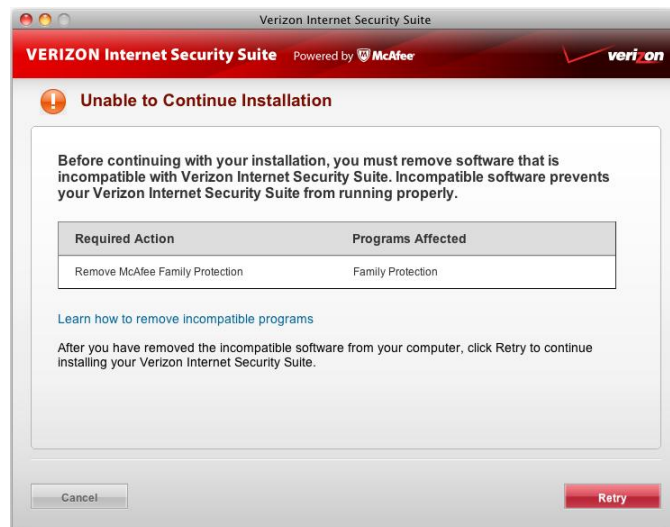 Verizon Internet Security Suite
VERIZON Internet Security Suite Powered by McAfee verizon
Unable to Continue Installation
Before continuing with your installation, you must remove software that is
incompatible with Verizon Internet Security Suite. Incompatible software prevents
your Verizon Internet Security Suite from running properly.
Required Action Programs Affected
Remove McAfee Family Protection Family Protection
Learn how to remove incompatible programs
After you have removed the incompatible software from your computer, click Retry to continue
installing your Verizon Internet Security Suite.
Cancel Retry